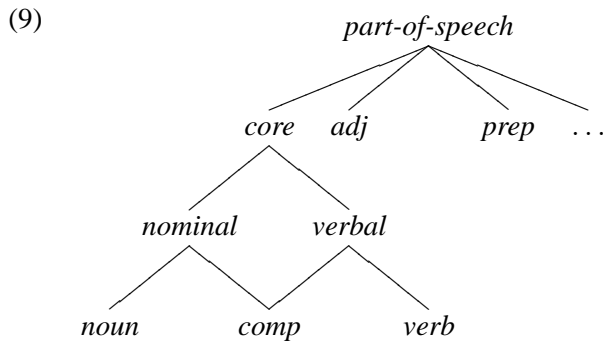 (9)
part-of-speech
core adj prep ...
nominal verbal
noun comp verb